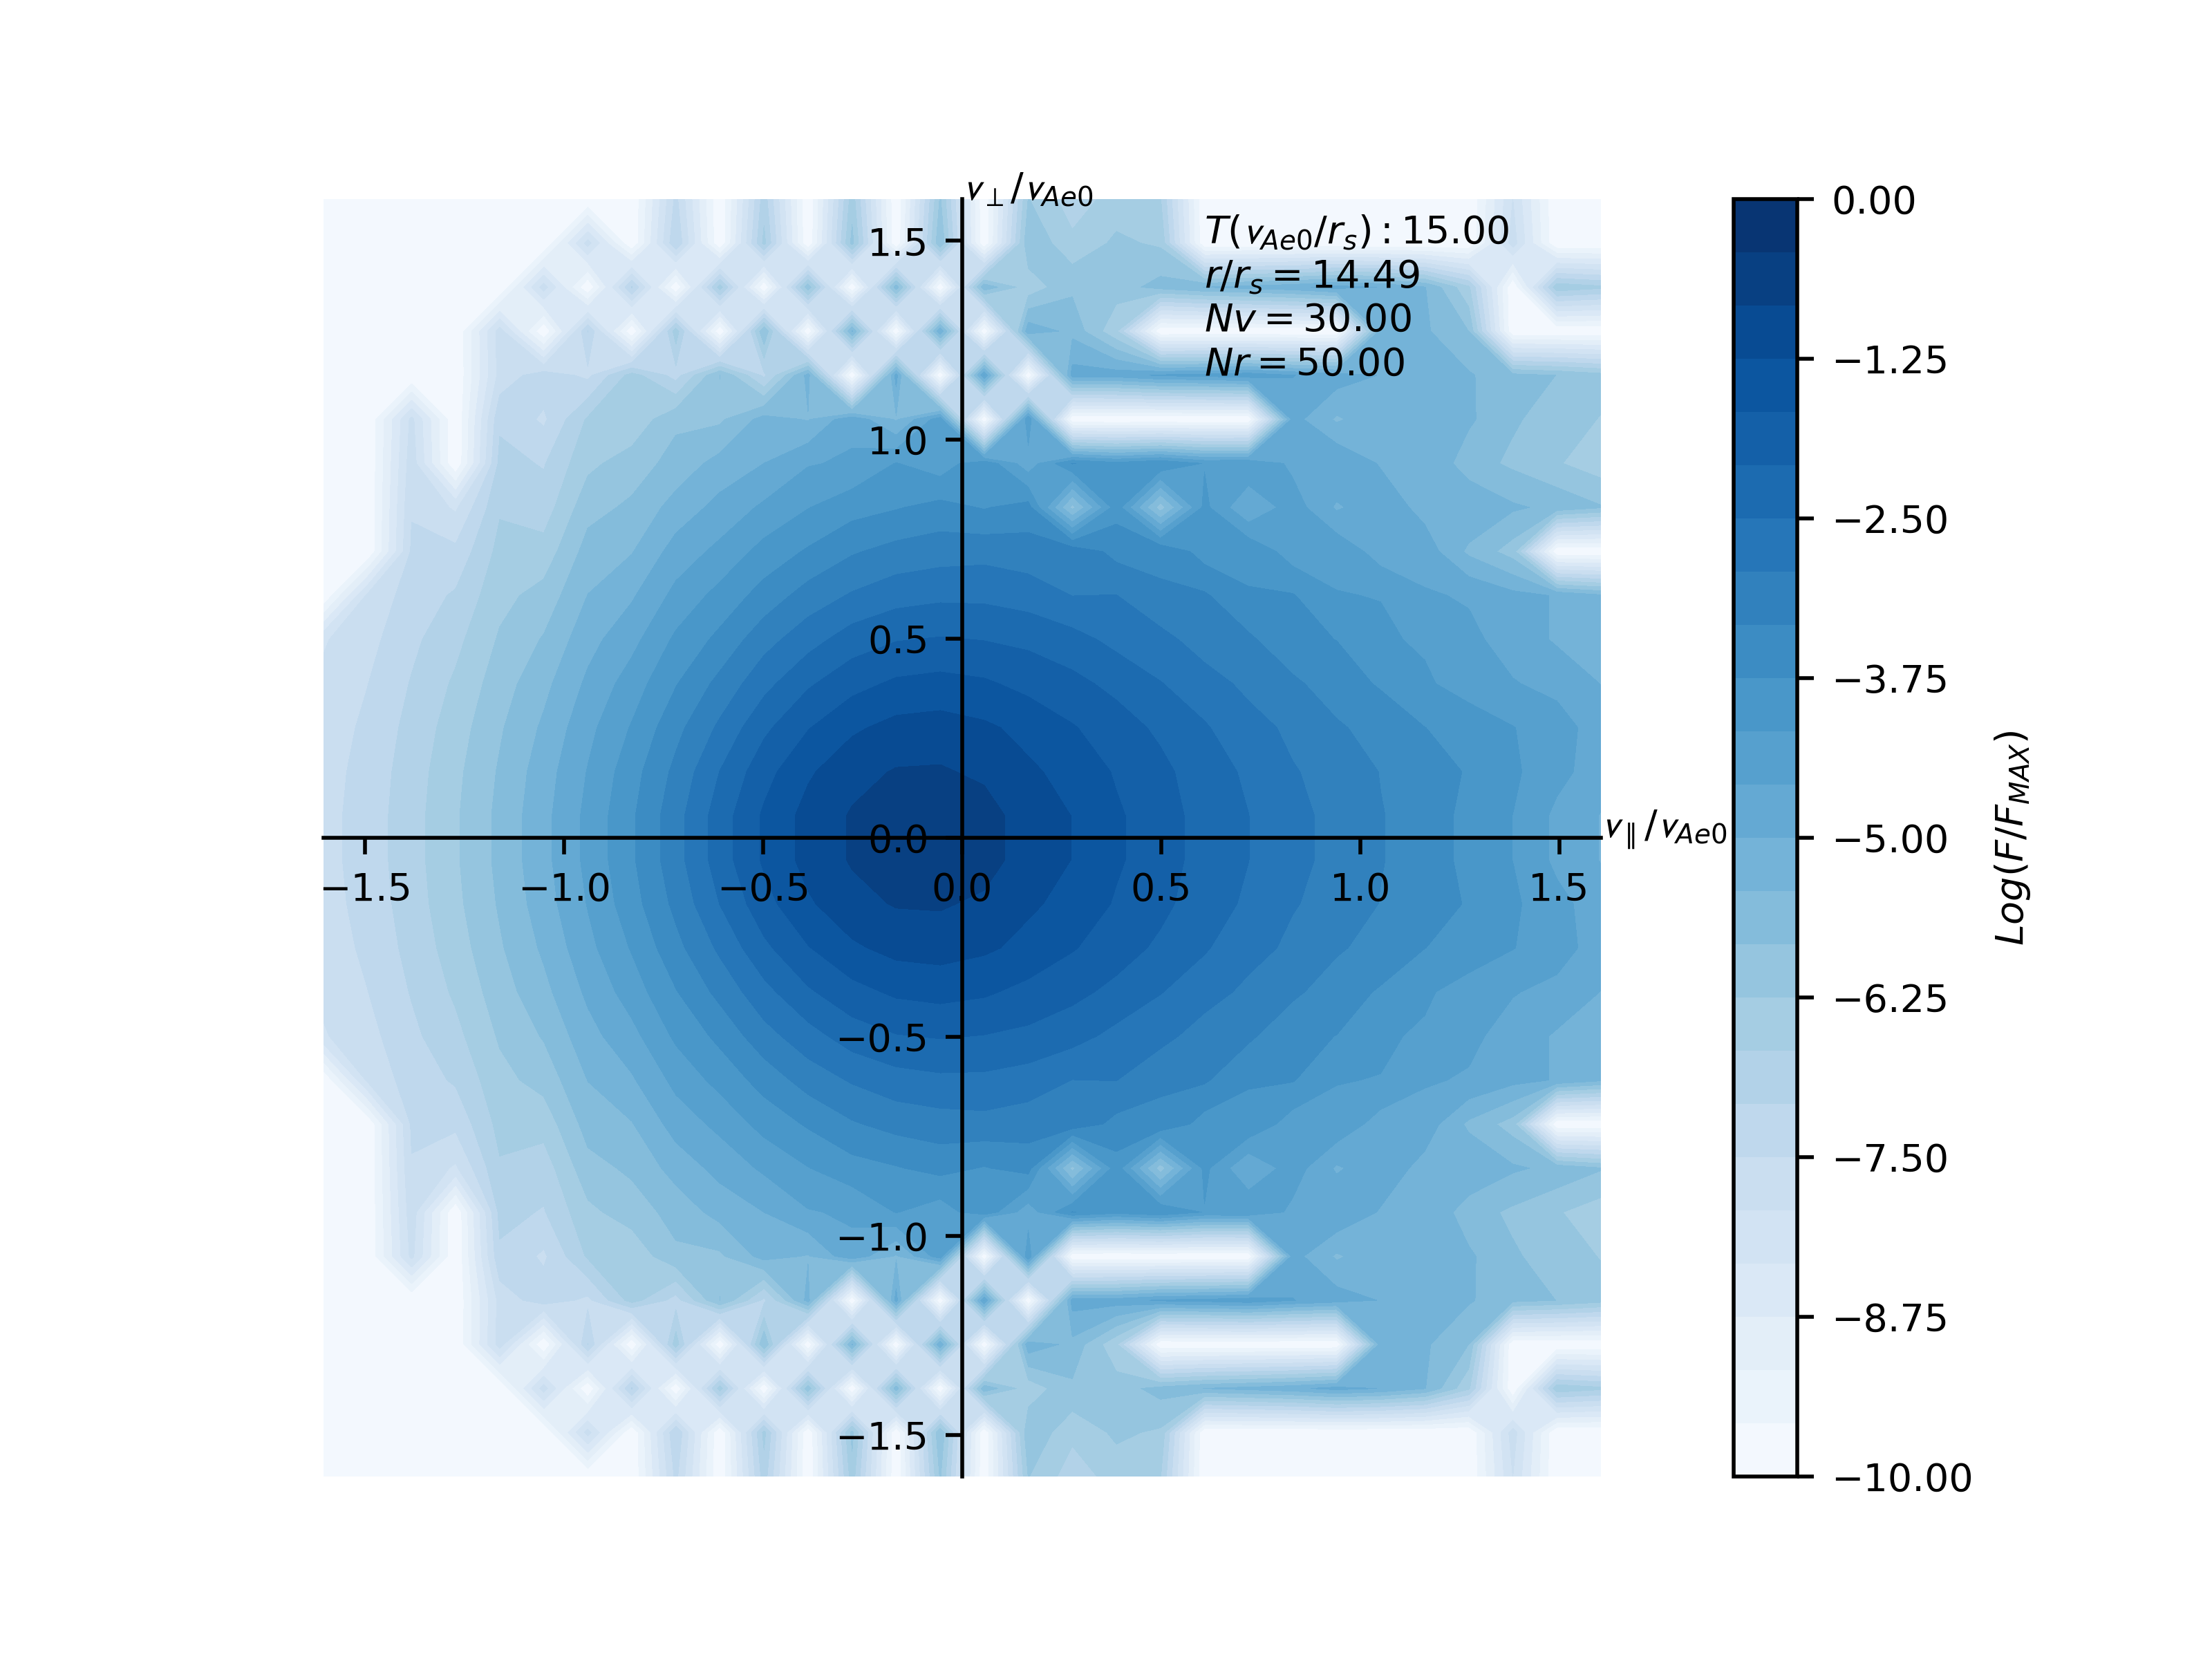 v⊥/vAe0
T(vAe0/rs):15.00
r/rs = 14.49
Nv = 30.00
Nr = 50.00
1.5
1.0
0.5
0.0
−0.5
−1.0
−1.5
−1.5 −1.0 −0.5 0.0 0.5 1.0 1.5
v∥/vAe0
0.00
−1.25
−2.50
−3.75
−5.00
−6.25
−7.50
−8.75
−10.00
Log(F/FMAX)